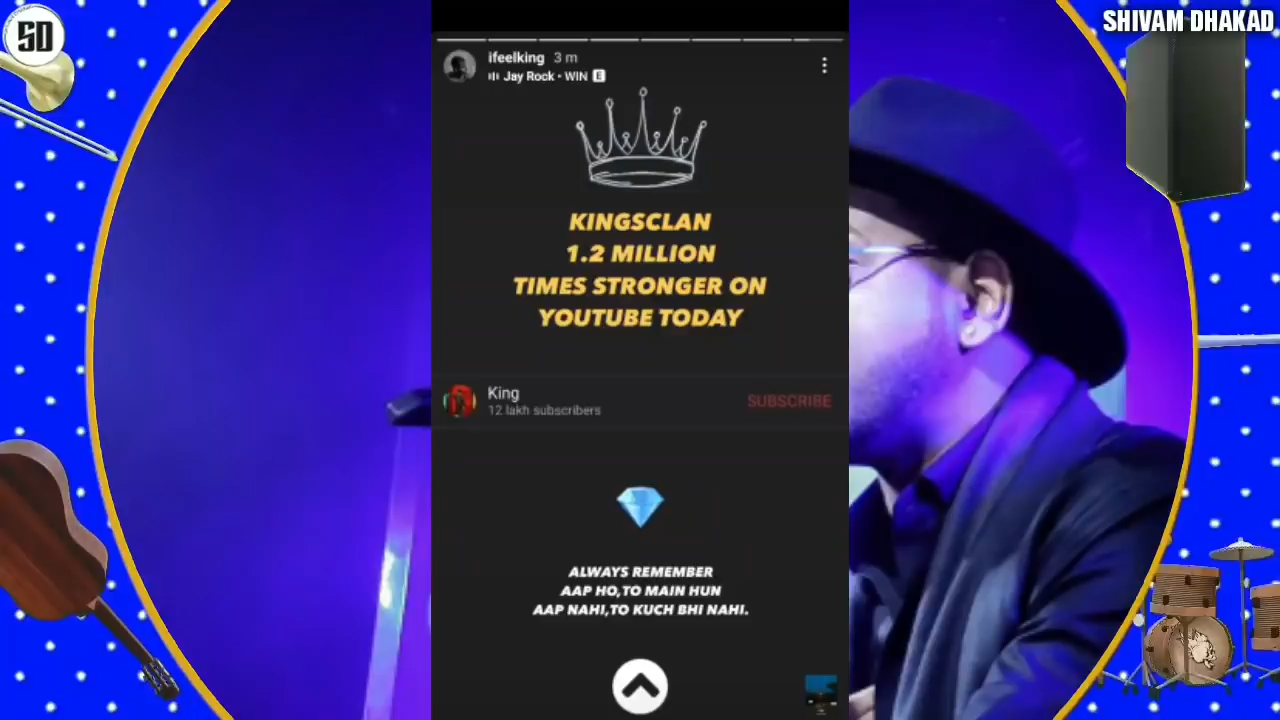 SD
SHIVAM DHAKAD
ifeelking 3 m
Jay Rock • WIN E
KINGSCLAN
1.2 MILLION
TIMES STRONGER ON
YOUTUBE TODAY
King
12 lakh subscribers
SUBSCRIBE
ALWAYS REMEMBER
AAP HO,TO MAIN HUN
AAP NAHI,TO KUCH BHI NAHI.